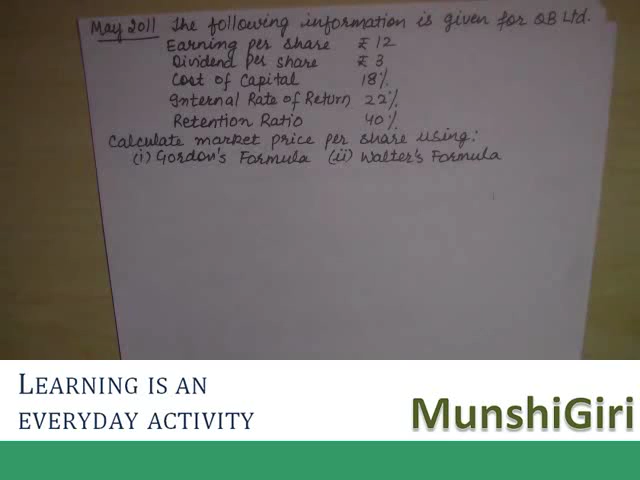 May 2011 The following information is given for QB Ltd.
Earning per share ₹ 12
Dividend per share ₹ 3
Cost of Capital 18%
Internal Rate of Return 22%
Retention Ratio 40%
Calculate market price per share using:
(i) Gordon's Formula (ii) Walter's Formula
LEARNING IS AN
EVERYDAY ACTIVITY
MunshiGiri